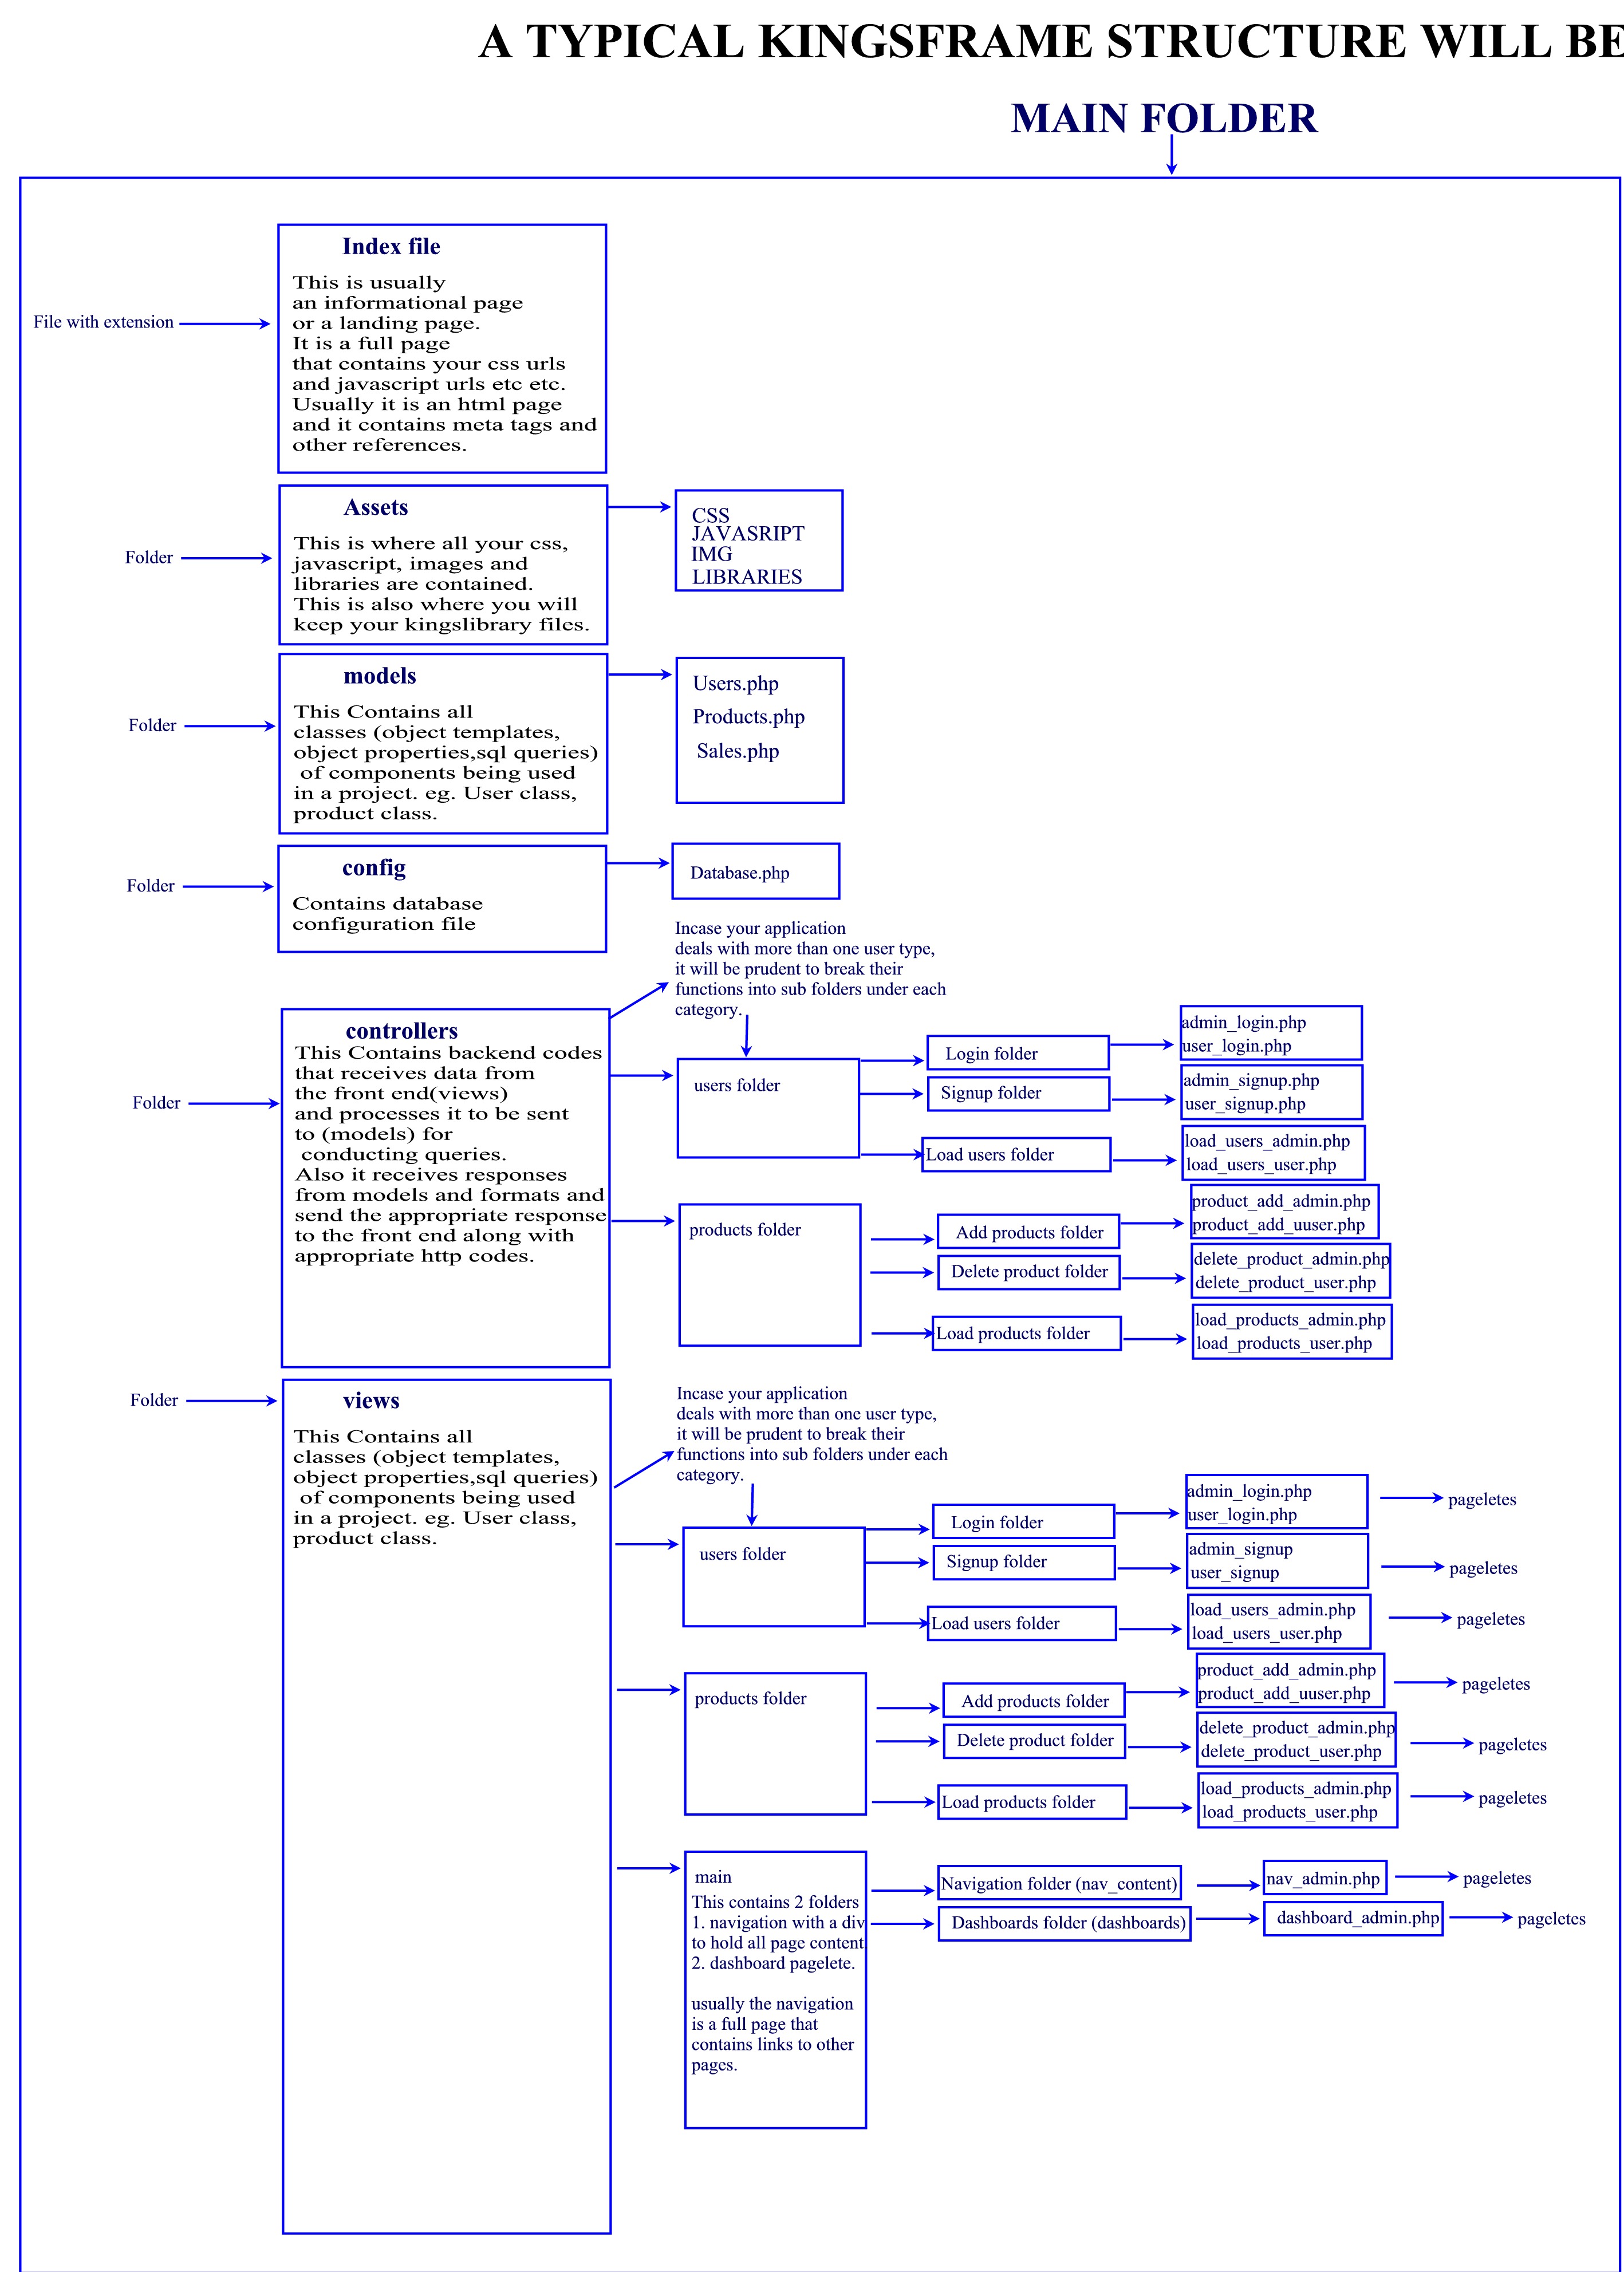 A TYPICAL KINGSFRAME STRUCTURE WILL BE
MAIN FOLDER
File with extension
Index file
This is usually
an informational page
or a landing page.
It is a full page
that contains your css urls
and javascript urls etc etc.
Usually it is an html page
and it contains meta tags and
other references.
Folder
Assets
This is where all your css,
javascript, images and
libraries are contained.
This is also where you will
keep your kingslibrary files.
CSS
JAVASRIPT
IMG
LIBRARIES
Folder
models
This Contains all
classes (object templates,
object properties,sql queries)
of components being used
in a project. eg. User class,
product class.
Users.php
Products.php
Sales.php
Folder
config
Contains database
configuration file
Database.php
Folder
controllers
This Contains backend codes
that receives data from
the front end(views)
and processes it to be sent
to (models) for
conducting queries.
Also it receives responses
from models and formats and
send the appropriate response
to the front end along with
appropriate http codes.
Incase your application
deals with more than one user type,
it will be prudent to break their
functions into sub folders under each
category.
users folder
Login folder
admin_login.php
user_login.php
Signup folder
admin_signup.php
user_signup.php
Load users folder
load_users_admin.php
load_users_user.php
products folder
Add products folder
product_add_admin.php
product_add_uuser.php
Delete product folder
delete_product_admin.php
delete_product_user.php
Load products folder
load_products_admin.php
load_products_user.php
Folder
views
This Contains all
classes (object templates,
object properties,sql queries)
of components being used
in a project. eg. User class,
product class.
Incase your application
deals with more than one user type,
it will be prudent to break their
functions into sub folders under each
category.
users folder
Login folder
admin_login.php
user_login.php
pageletes
Signup folder
admin_signup
user_signup
pageletes
Load users folder
load_users_admin.php
load_users_user.php
pageletes
products folder
Add products folder
product_add_admin.php
product_add_uuser.php
pageletes
Delete product folder
delete_product_admin.php
delete_product_user.php
pageletes
Load products folder
load_products_admin.php
load_products_user.php
pageletes
main
This contains 2 folders
1. navigation with a div
to hold all page content
2. dashboard pagelete.
usually the navigation
is a full page that
contains links to other
pages.
Navigation folder (nav_content)
nav_admin.php
pageletes
Dashboards folder (dashboards)
dashboard_admin.php
pageletes